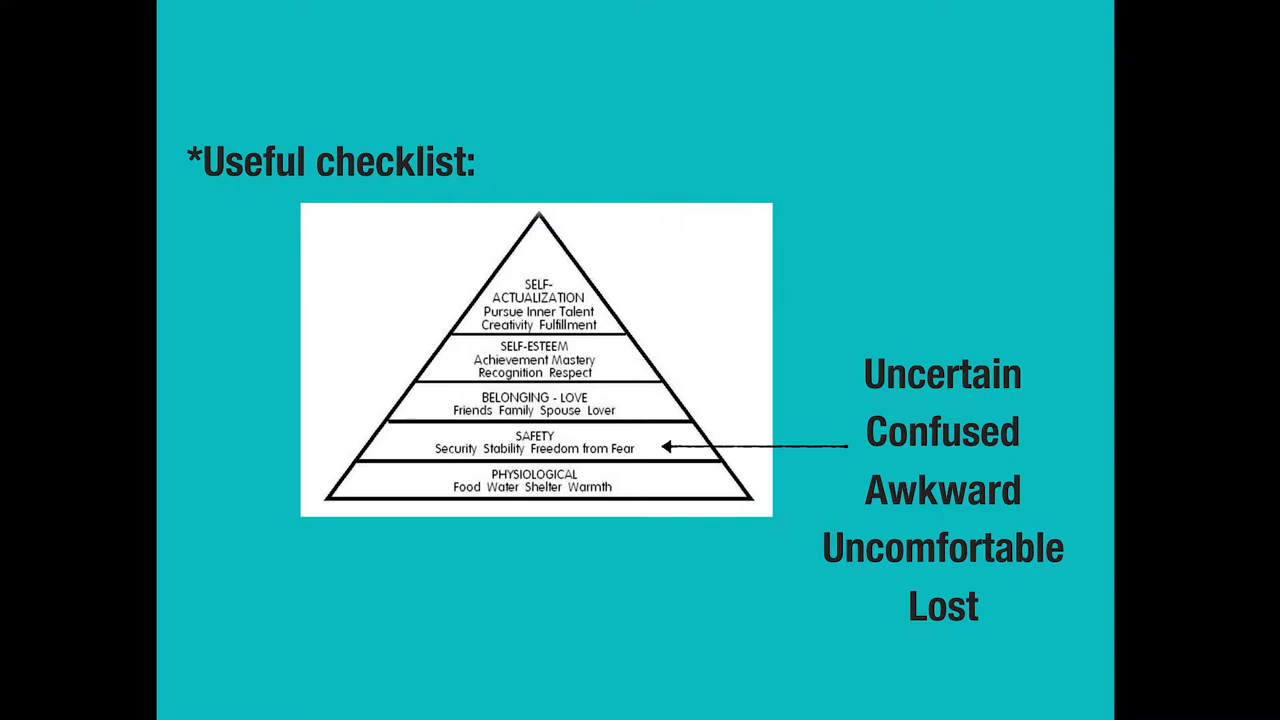 *Useful checklist:
SELF-
ACTUALIZATION
Pursue Inner Talent
Creativity Fulfillment
SELF-ESTEEM
Achievement Mastery
Recognition Respect
BELONGING - LOVE
Friends Family Spouse Lover
SAFETY
Security Stability Freedom from Fear
PHYSIOLOGICAL
Food Water Shelter Warmth
Uncertain
Confused
Awkward
Uncomfortable
Lost